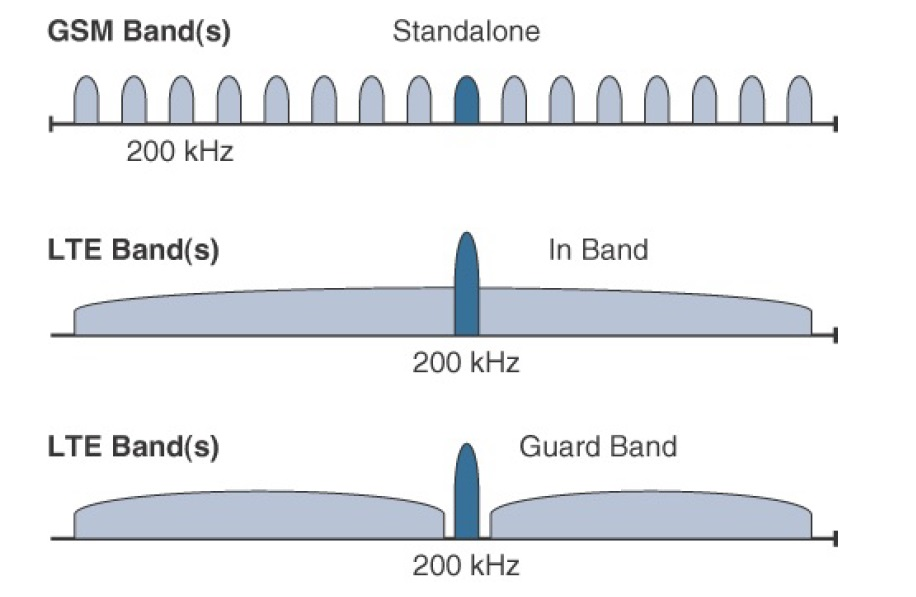 GSM Band(s) Standalone
200 kHz
LTE Band(s) In Band
200 kHz
LTE Band(s) Guard Band
200 kHz